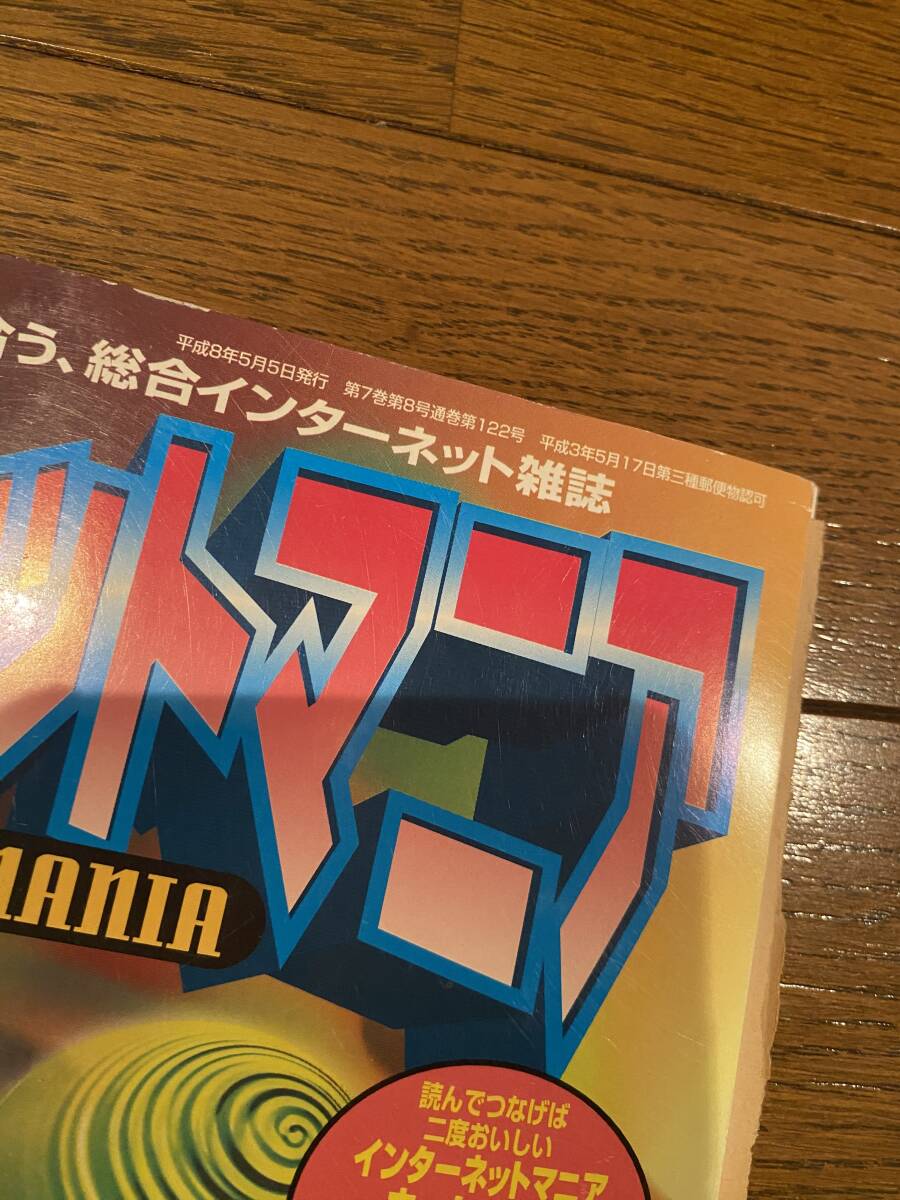 平成8年5月5日発行 第7巻第8号通巻第122号 平成3年5月17日第三種郵便物認可
合う、総合インターネット雑誌
ットマニア
MANIA
読んでつなげば
二度おいしい
インターネットマニア